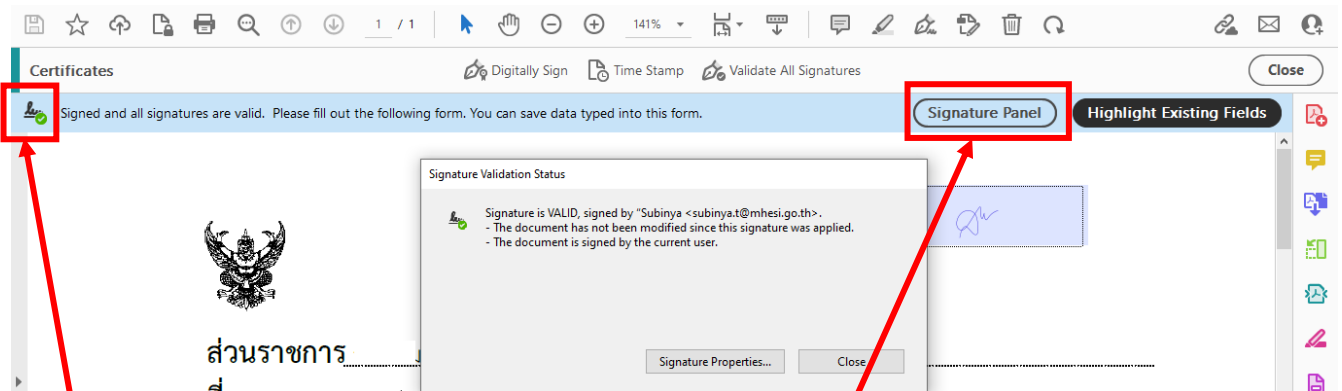 1 / 1
141%
Certificates
Digitally Sign
Time Stamp
Validate All Signatures
Close
Signed and all signatures are valid. Please fill out the following form. You can save data typed into this form.
Signature Panel
Highlight Existing Fields
Signature Validation Status
Signature is VALID, signed by "Subinya <subinya.t@mhesi.go.th>.
- The document has not been modified since this signature was applied.
- The document is signed by the current user.
ส่วนราชการ
Signature Properties...
Close